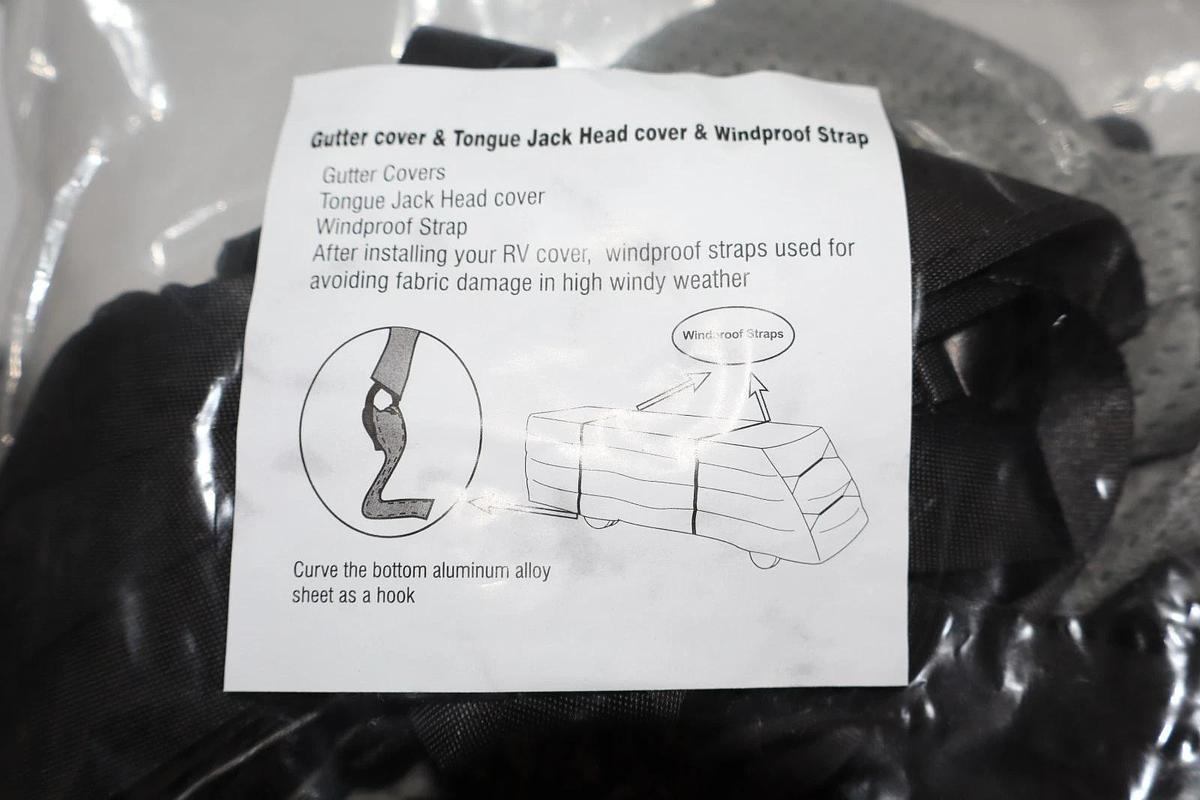 Gutter cover & Tongue Jack Head cover & Windproof Strap
Gutter Covers
Tongue Jack Head cover
Windproof Strap
After installing your RV cover, windproof straps used for
avoiding fabric damage in high windy weather
Windproof Straps
Curve the bottom aluminum alloy
sheet as a hook